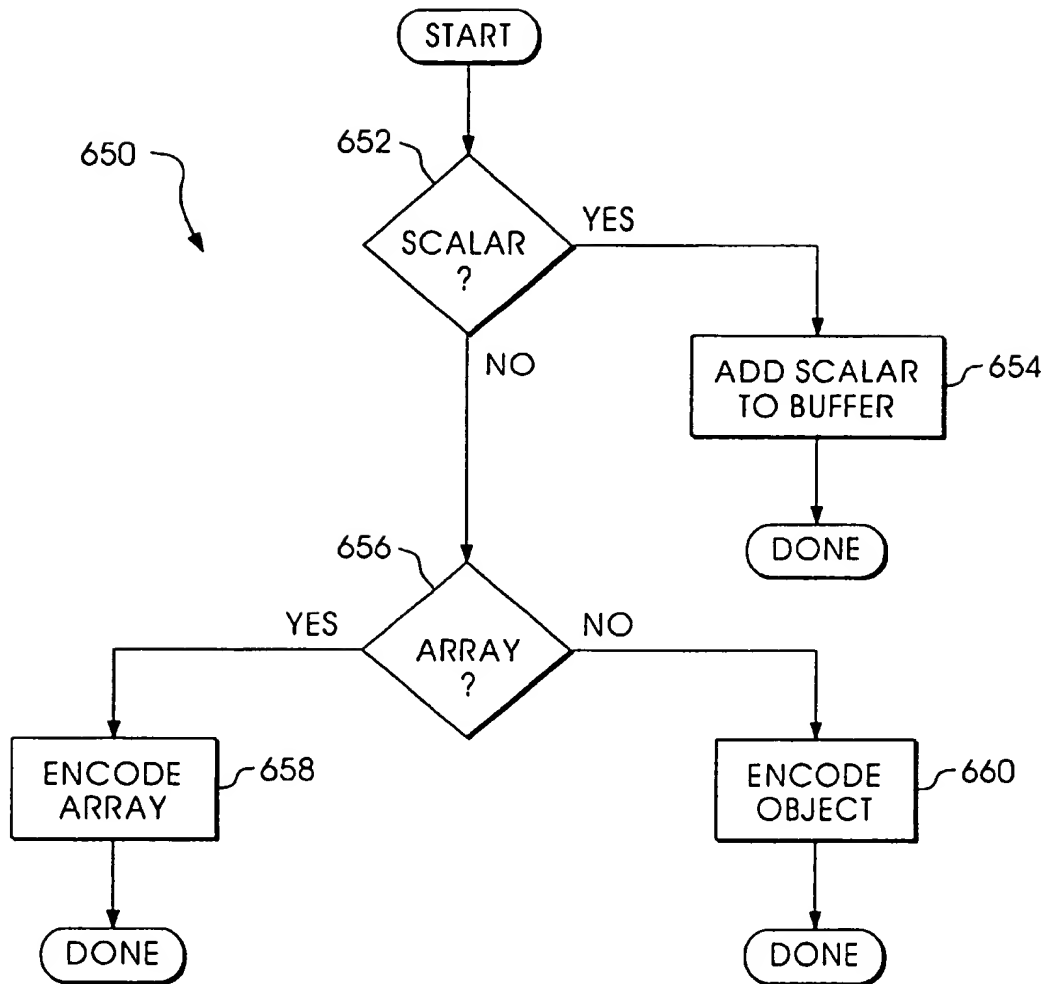 START
650
652
SCALAR
?
YES
NO
ADD SCALAR
TO BUFFER
654
DONE
656
YES
ARRAY
?
NO
ENCODE
ARRAY
658
ENCODE
OBJECT
660
DONE
DONE